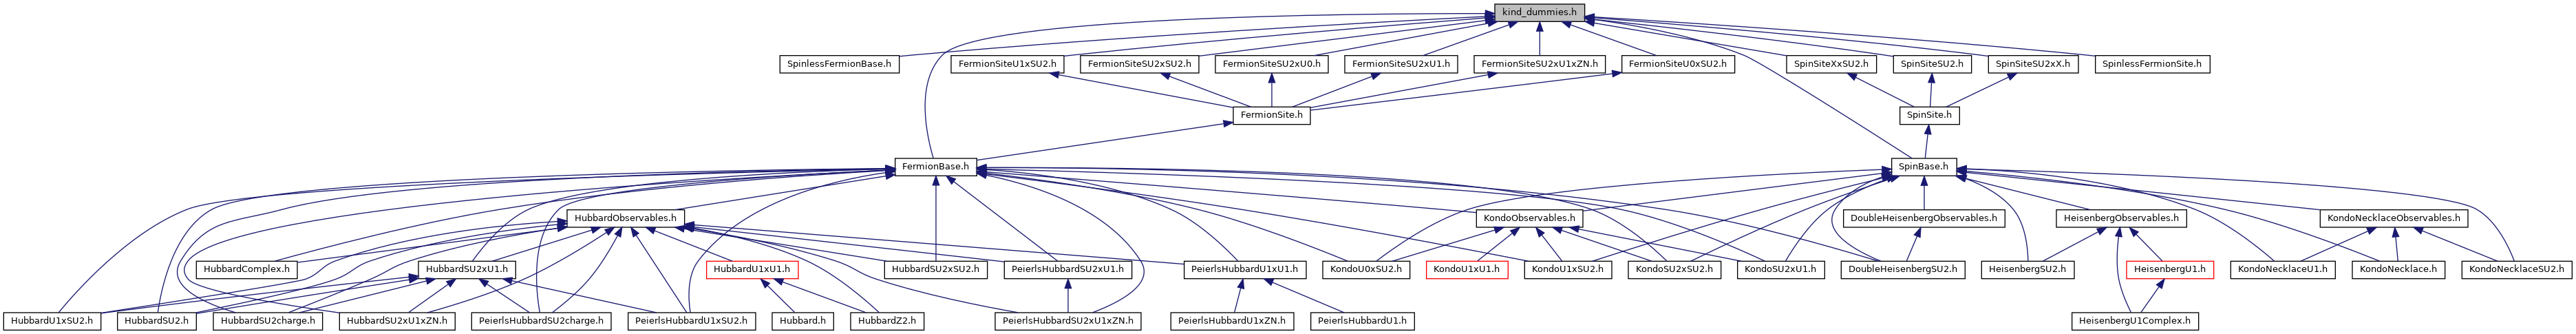 kind_dummies.h
SpinlessFermionBase.h
FermionSiteU1xSU2.h
FermionSiteSU2xSU2.h
FermionSiteSU2xU0.h
FermionSiteSU2xU1.h
FermionSiteSU2xU1xZN.h
FermionSiteU0xSU2.h
SpinSiteXxSU2.h
SpinSiteSU2.h
SpinSiteSU2xX.h
SpinlessFermionSite.h
FermionSite.h
SpinSite.h
FermionBase.h
SpinBase.h
HubbardObservables.h
KondoObservables.h
DoubleHeisenbergObservables.h
HeisenbergObservables.h
KondoNecklaceObservables.h
HubbardComplex.h
HubbardSU2xU1.h
HubbardU1xU1.h
HubbardSU2xSU2.h
PeierlsHubbardSU2xU1.h
PeierlsHubbardU1xU1.h
KondoU0xSU2.h
KondoU1xU1.h
KondoU1xSU2.h
KondoSU2xSU2.h
KondoSU2xU1.h
DoubleHeisenbergSU2.h
HeisenbergSU2.h
HeisenbergU1.h
KondoNecklaceU1.h
KondoNecklace.h
KondoNecklaceSU2.h
HubbardU1xSU2.h
HubbardSU2.h
HubbardSU2charge.h
HubbardSU2xU1xZN.h
PeierlsHubbardSU2charge.h
PeierlsHubbardU1xSU2.h
Hubbard.h
HubbardZ2.h
PeierlsHubbardSU2xU1xZN.h
PeierlsHubbardU1xZN.h
PeierlsHubbardU1.h
HeisenbergU1Complex.h